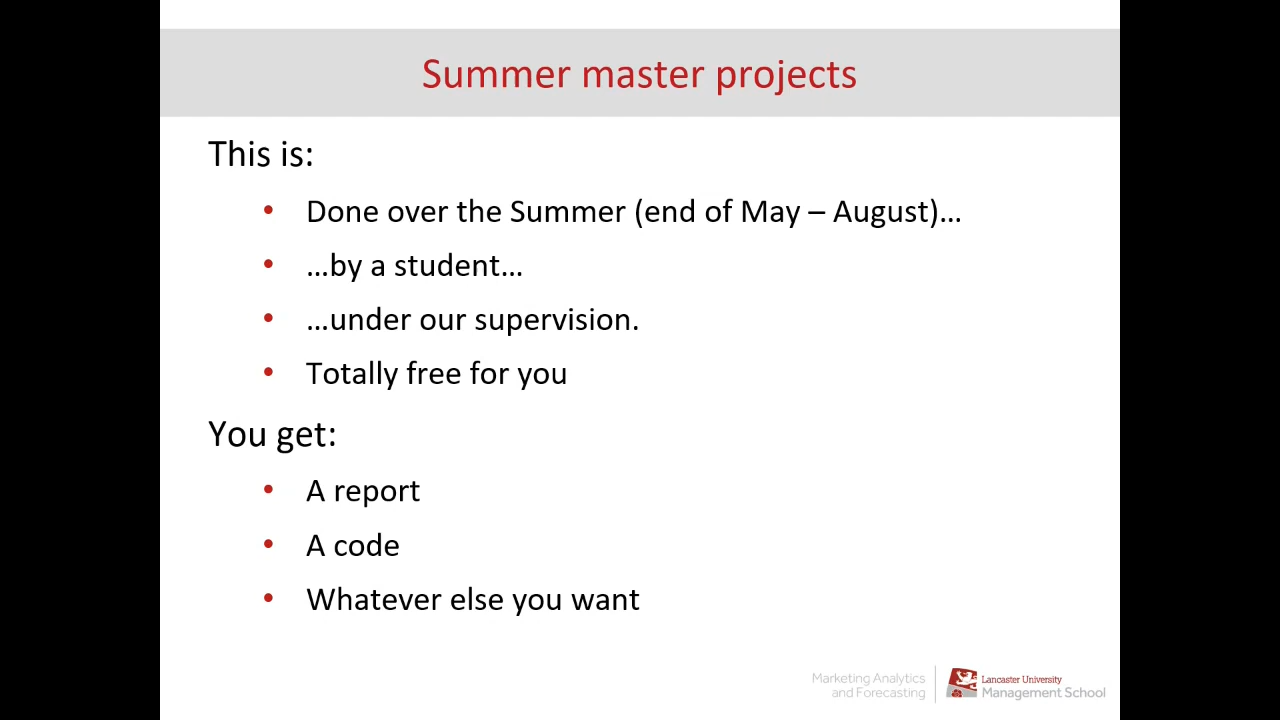 Summer master projects
This is:
• Done over the Summer (end of May – August)…
• …by a student…
• …under our supervision.
• Totally free for you
You get:
• A report
• A code
• Whatever else you want
Marketing Analytics
and Forecasting
Lancaster University
Management School